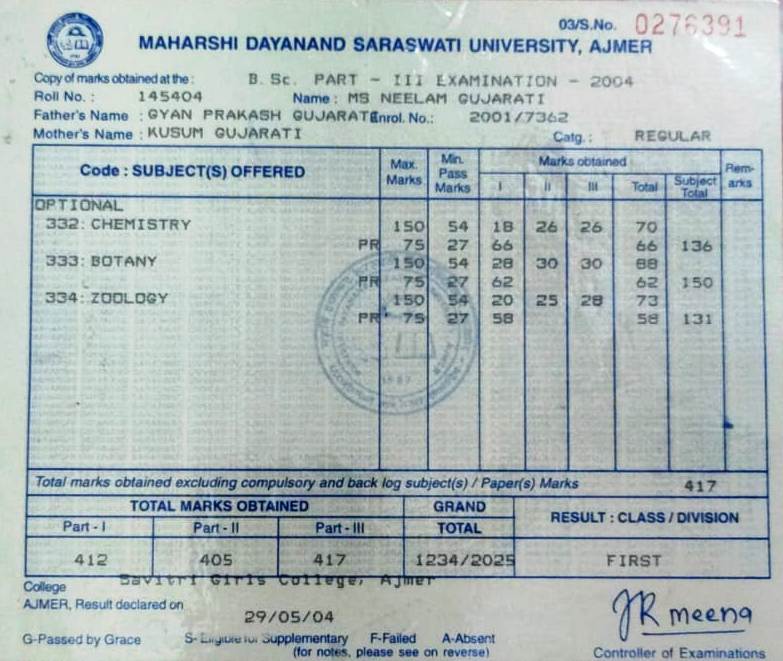 03/S.No. 0276391
MAHARSHI DAYANAND SARASWATI UNIVERSITY, AJMER
Copy of marks obtained at the : B. Sc. PART - III EXAMINATION - 2004
Roll No. : 145404 Name : MS NEELAM GUJARATI
Father's Name : GYAN PRAKASH GUJARAT Enrol. No.: 2001/7362
Mother's Name : KUSUM GUJARATI Catg. : REGULAR
Code : SUBJECT(S) OFFERED Max. Marks Min. Pass Marks Marks obtained I II III Total Subject Total Rem-arks
OPTIONAL
332: CHEMISTRY 150 54 18 26 26 70
PR 75 27 66 66 136
333: BOTANY 150 54 28 30 30 88
PR 75 27 62 62 150
334: ZOOLOGY 150 54 20 25 28 73
PR 75 27 58 58 131
Total marks obtained excluding compulsory and back log subject(s) / Paper(s) Marks 417
TOTAL MARKS OBTAINED GRAND TOTAL RESULT : CLASS / DIVISION
Part - I Part - II Part - III
412 405 417 1234/2025 FIRST
College Savitri Girls College, Ajmer
AJMER, Result declared on 29/05/04
JR meena
G-Passed by Grace S- Eligible for Supplementary F-Failed A-Absent
(for notes, please see on reverse) Controller of Examinations